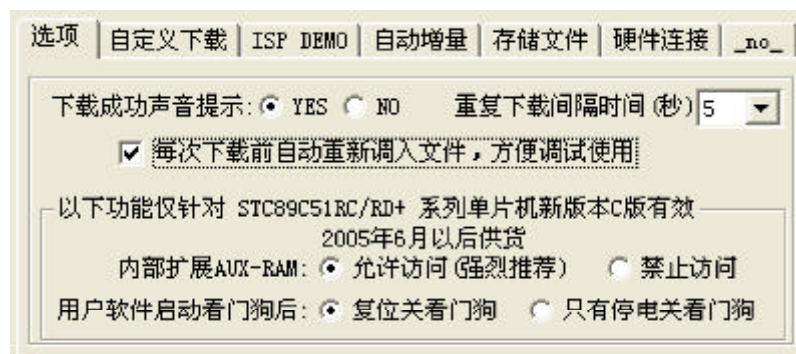 选项 自定义下载 ISP DEMO 自动增量 存储文件 硬件连接 _no_
下载成功声音提示: YES NO 重复下载间隔时间(秒) 5
每次下载前自动重新调入文件，方便调试使用
以下功能仅针对 STC89C51RC/RD+ 系列单片机新版本C版有效
2005年6月以后供货
内部扩展AUX-RAM: 允许访问(强烈推荐) 禁止访问
用户软件启动看门狗后: 复位关看门狗 只有停电关看门狗